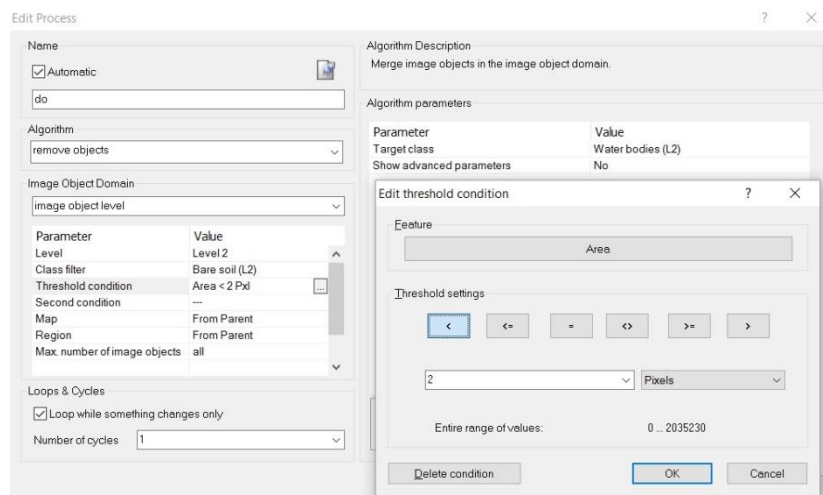 Edit Process ? ×
Name
Automatic
do
Algorithm
remove objects
Image Object Domain
image object level
Parameter Value
Level Level 2
Class filter Bare soil (L2)
Threshold condition Area < 2 Pxl ...
Second condition ---
Map From Parent
Region From Parent
Max. number of image objects all
Loops & Cycles
Loop while something changes only
Number of cycles 1
Algorithm Description
Merge image objects in the image object domain.
Algorithm parameters
Parameter Value
Target class Water bodies (L2)
Show advanced parameters No
Edit threshold condition ? ×
Feature
Area
Threshold settings
< <= = <> >= >
2 Pixels
Entire range of values: 0 ... 2035230
Delete condition OK Cancel